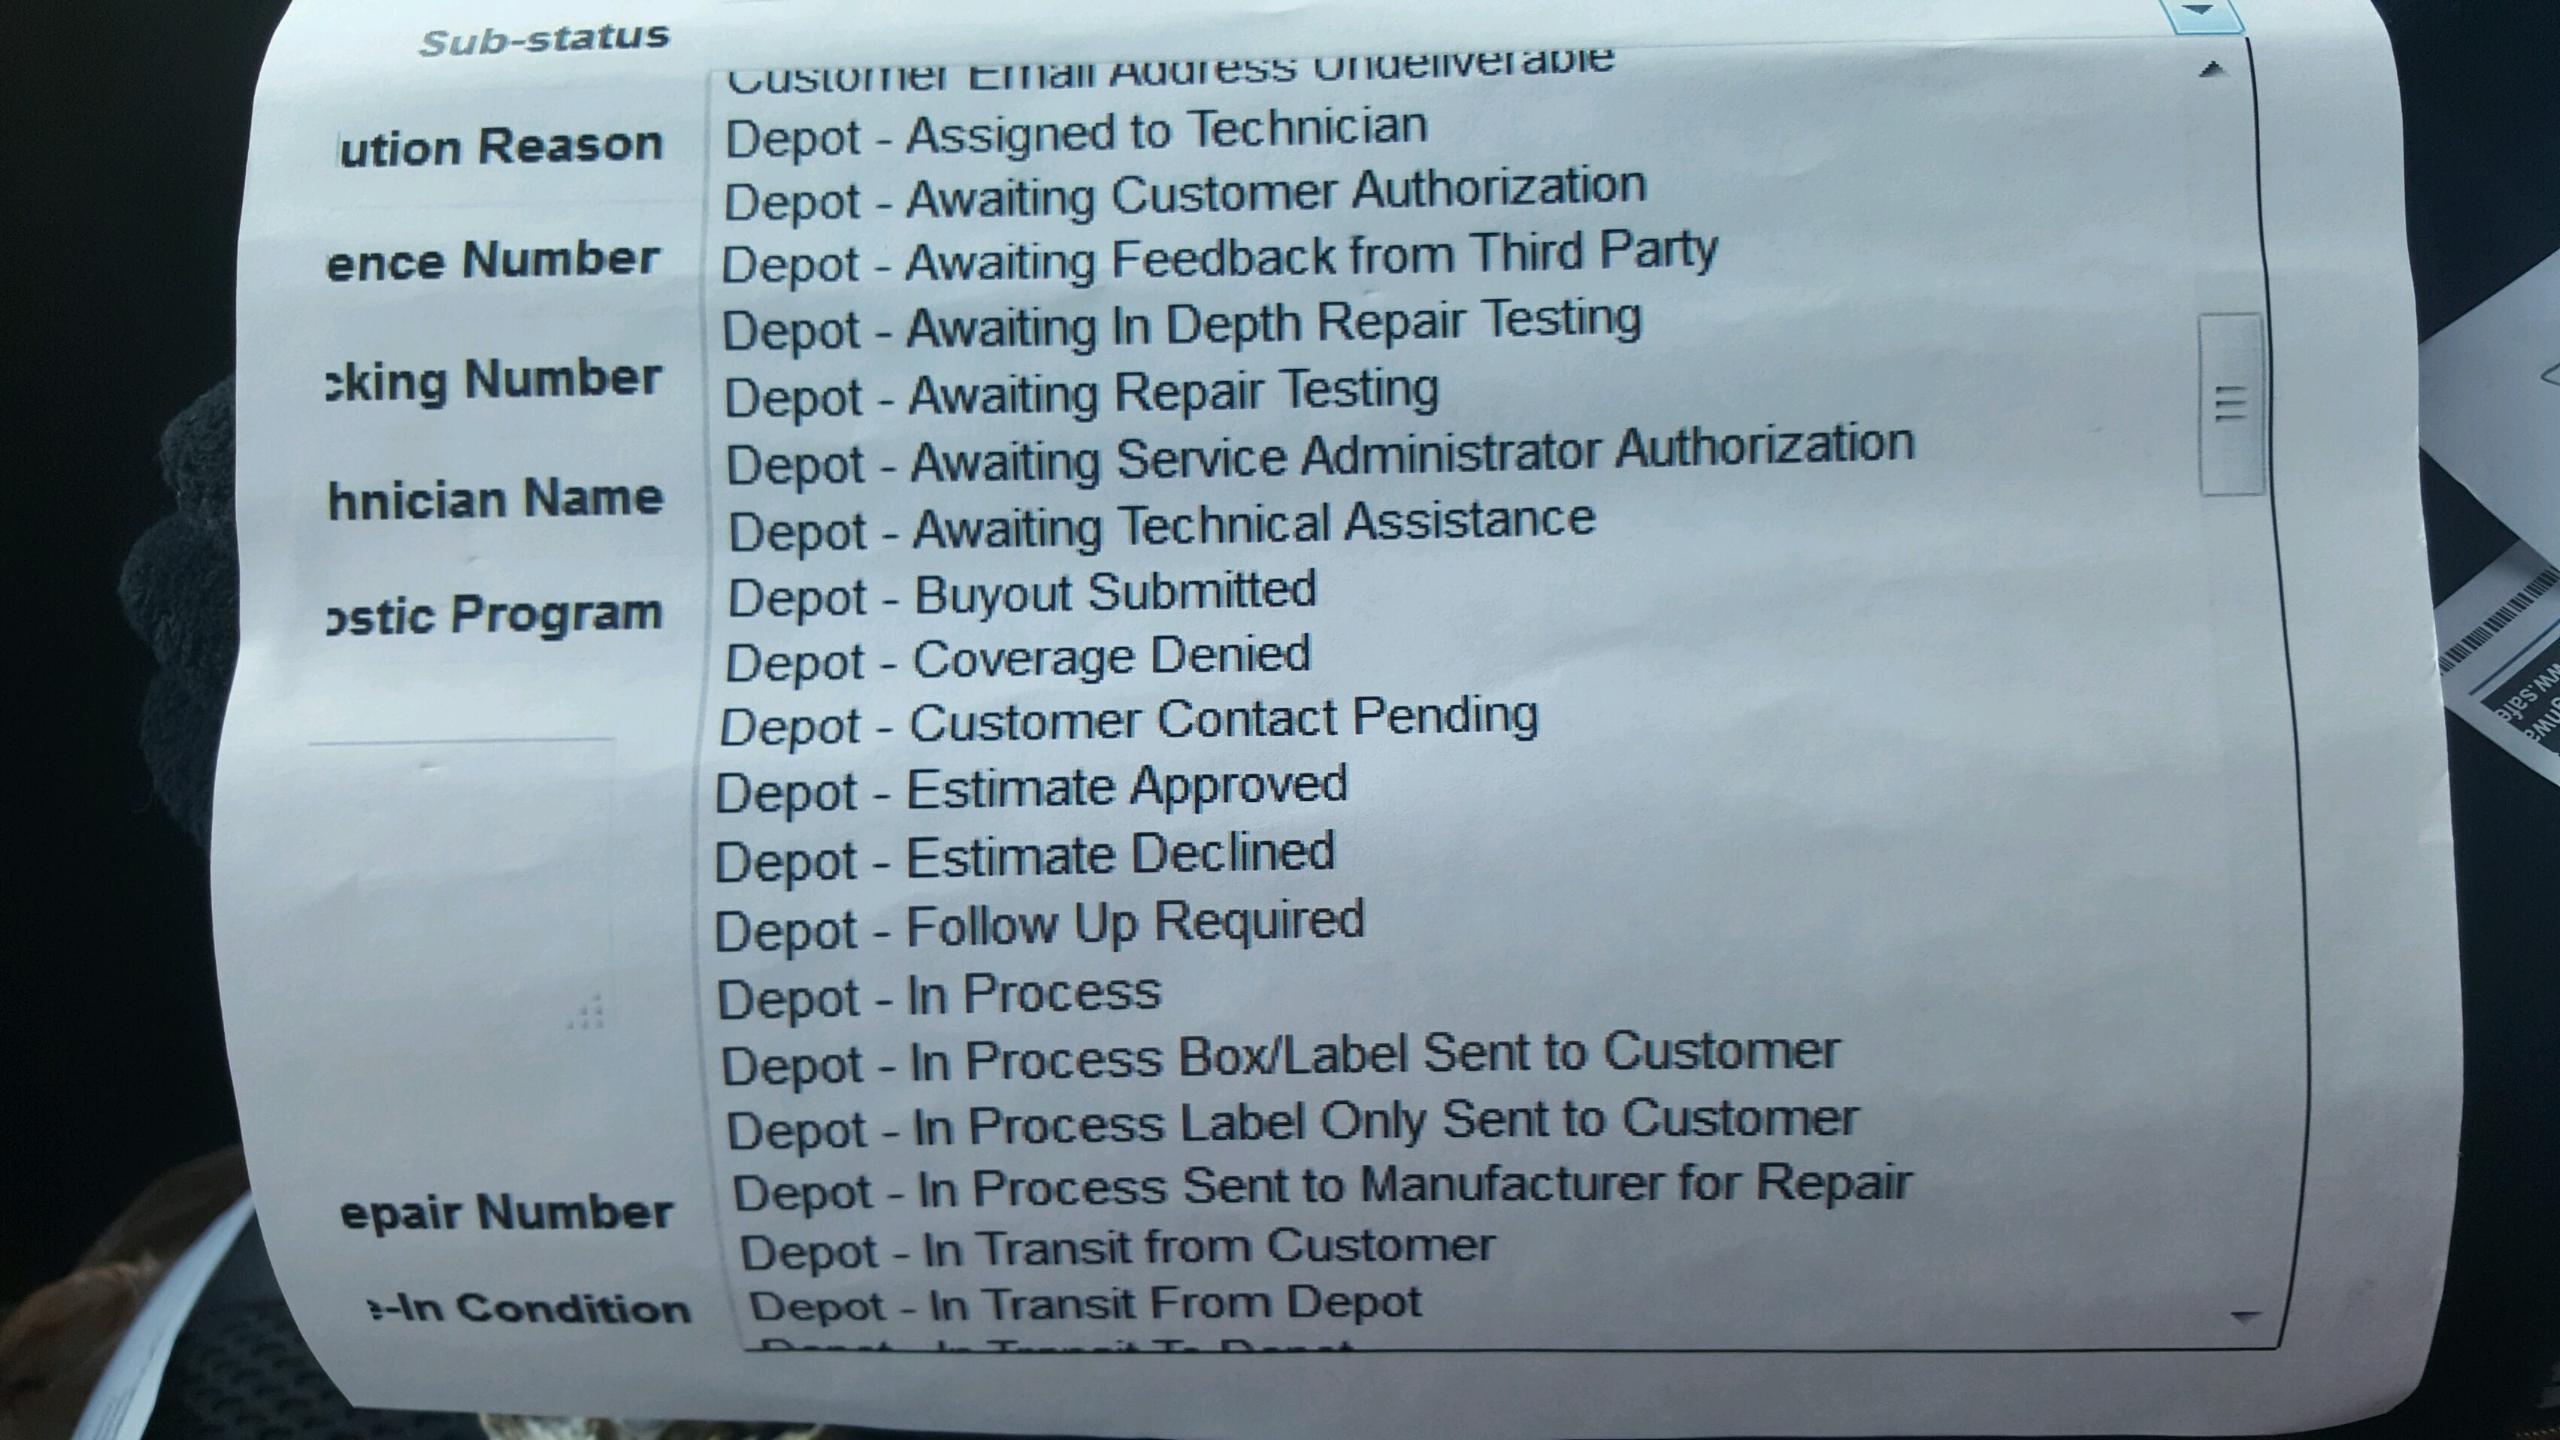 Sub-status
Customer Email Address Undeliverable
ution Reason
Depot - Assigned to Technician
Depot - Awaiting Customer Authorization
ence Number
Depot - Awaiting Feedback from Third Party
Depot - Awaiting In Depth Repair Testing
cking Number
Depot - Awaiting Repair Testing
Depot - Awaiting Service Administrator Authorization
hnician Name
Depot - Awaiting Technical Assistance
Depot - Buyout Submitted
ostic Program
Depot - Coverage Denied
Depot - Customer Contact Pending
Depot - Estimate Approved
Depot - Estimate Declined
Depot - Follow Up Required
Depot - In Process
Depot - In Process Box/Label Sent to Customer
Depot - In Process Label Only Sent to Customer
Depot - In Process Sent to Manufacturer for Repair
epair Number
Depot - In Transit from Customer
e-In Condition
Depot - In Transit From Depot
Depot - In Transit To Depot